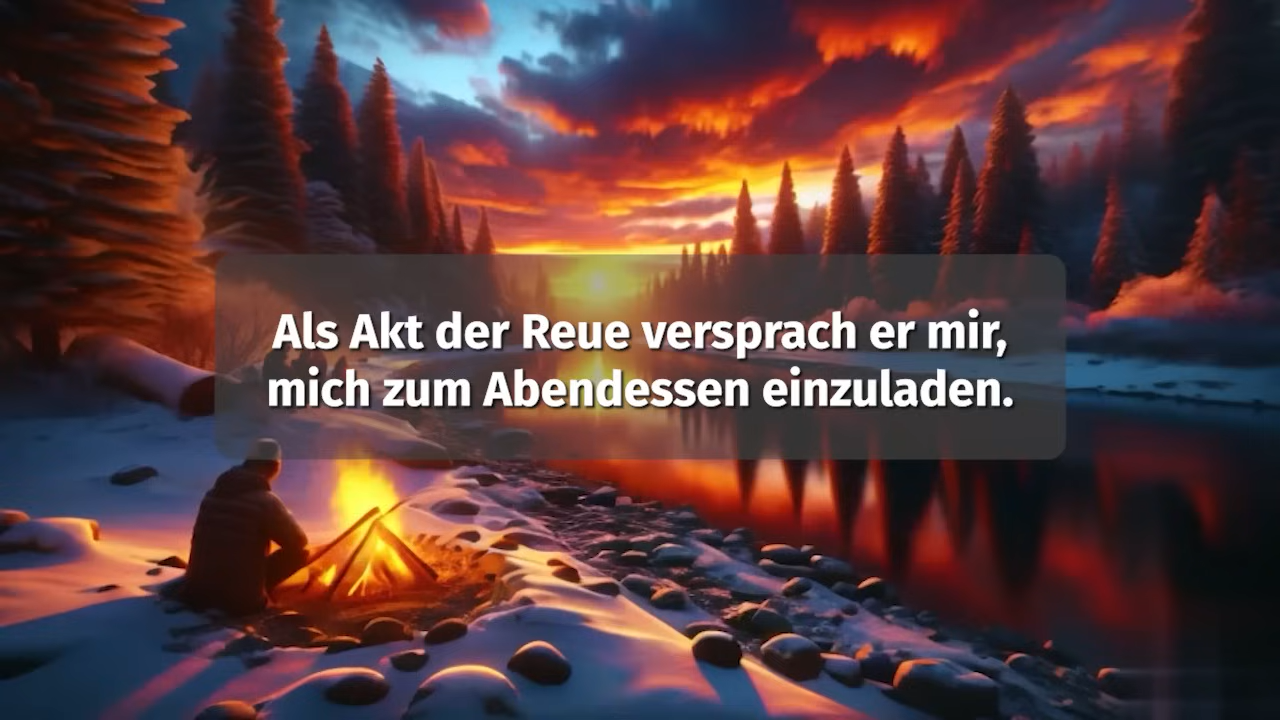 Als Akt der Reue versprach er mir,
mich zum Abendessen einzuladen.